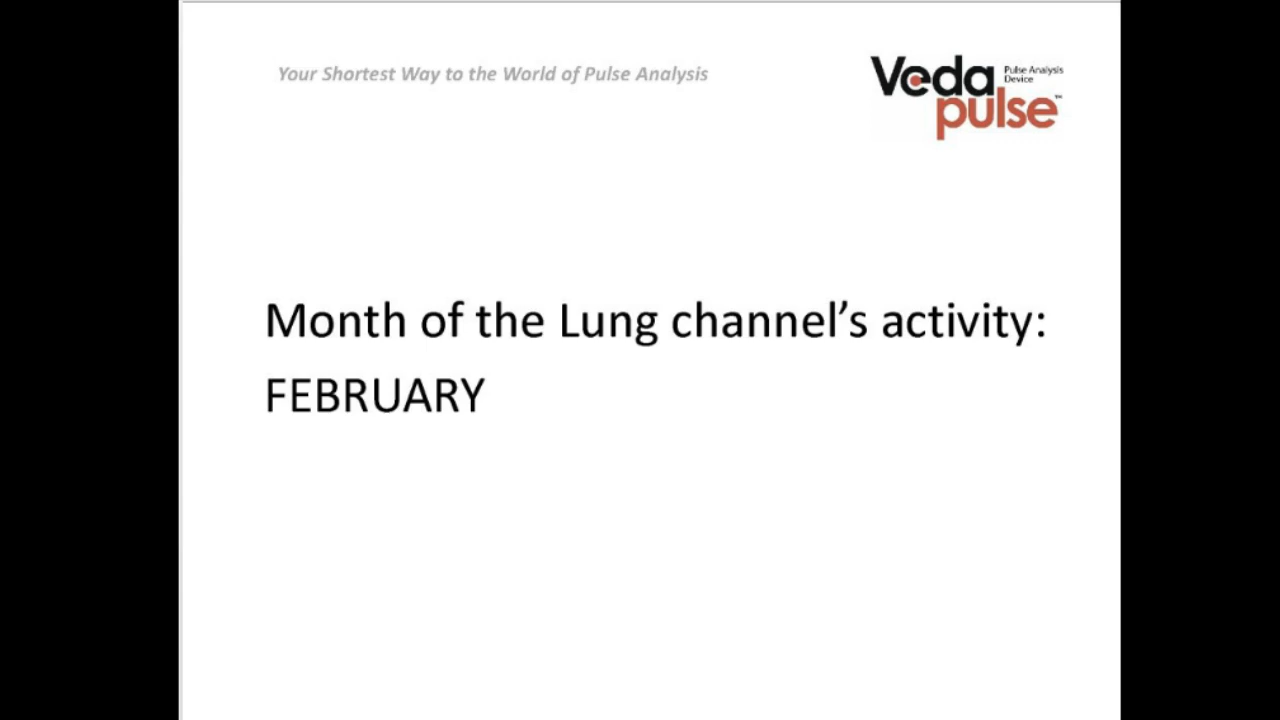 Your Shortest Way to the World of Pulse Analysis
Veda Pulse Analysis
Device
pulse™
Month of the Lung channel's activity:
FEBRUARY